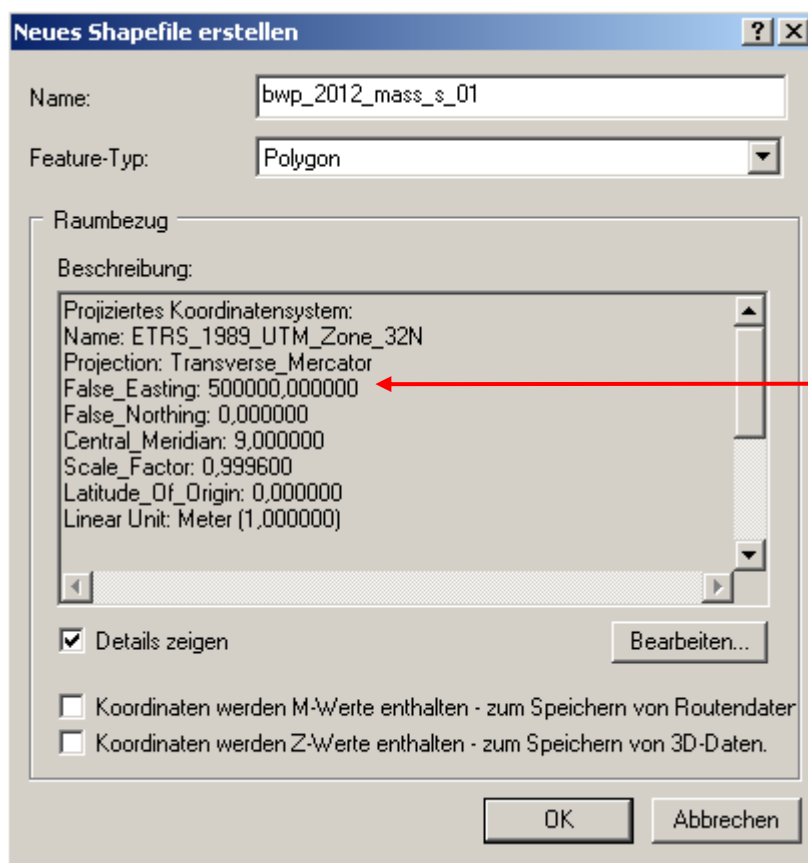 Neues Shapefile erstellen
Name: bwp_2012_mass_s_01
Feature-Typ: Polygon
Raumbezug
Beschreibung:
Projiziertes Koordinatensystem:
Name: ETRS_1989_UTM_Zone_32N
Projection: Transverse_Mercator
False_Easting: 500000,000000
False_Northing: 0,000000
Central_Meridian: 9,000000
Scale_Factor: 0,999600
Latitude_Of_Origin: 0,000000
Linear Unit: Meter (1,000000)
Details zeigen
Bearbeiten...
Koordinaten werden M-Werte enthalten - zum Speichern von Routendater
Koordinaten werden Z-Werte enthalten - zum Speichern von 3D-Daten.
OK Abbrechen